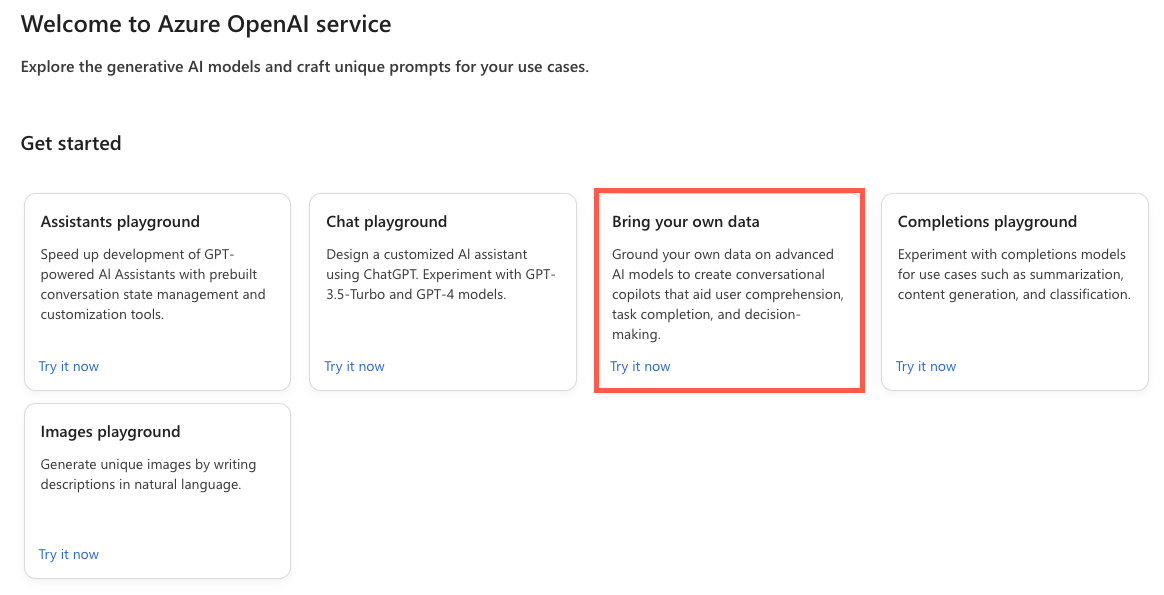 Welcome to Azure OpenAI service
Explore the generative AI models and craft unique prompts for your use cases.
Get started
Assistants playground
Speed up development of GPT-
powered AI Assistants with prebuilt
conversation state management and
customization tools.
Try it now
Chat playground
Design a customized AI assistant
using ChatGPT. Experiment with GPT-
3.5-Turbo and GPT-4 models.
Try it now
Bring your own data
Ground your own data on advanced
AI models to create conversational
copilots that aid user comprehension,
task completion, and decision-
making.
Try it now
Completions playground
Experiment with completions models
for use cases such as summarization,
content generation, and classification.
Try it now
Images playground
Generate unique images by writing
descriptions in natural language.
Try it now